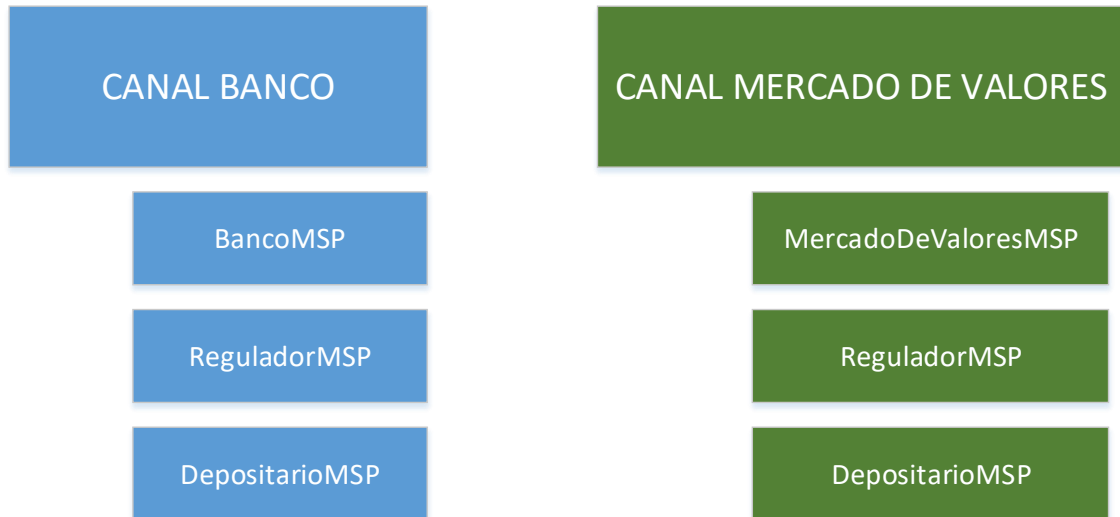 CANAL BANCO
BancoMSP
ReguladorMSP
DepositarioMSP
CANAL MERCADO DE VALORES
MercadoDeValoresMSP
ReguladorMSP
DepositarioMSP